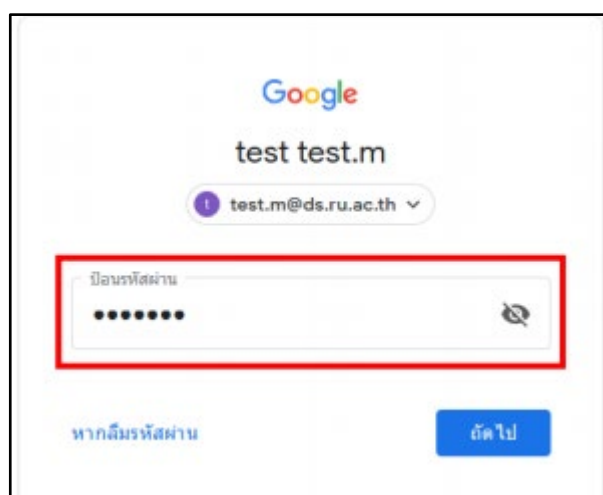 Google
test test.m
t test.m@ds.ru.ac.th
ป้อนรหัสผ่าน
•••••••
หากลืมรหัสผ่าน ถัดไป